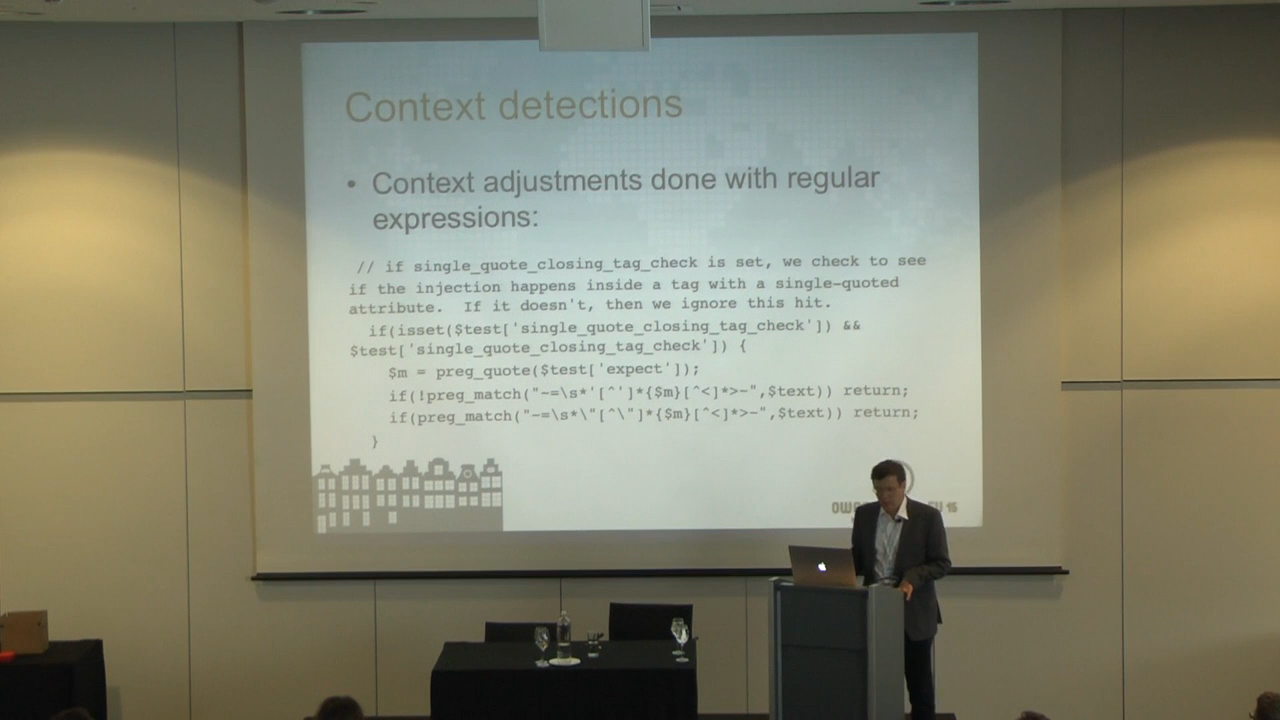 Context detections
• Context adjustments done with regular
expressions:
// if single_quote_closing_tag_check is set, we check to see
if the injection happens inside a tag with a single-quoted
attribute.  If it doesn't, then we ignore this hit.
if(isset($test['single_quote_closing_tag_check']) &&
$test['single_quote_closing_tag_check']) {
$m = preg_quote($test['expect']);
if(!preg_match("~=\s*'[^']*{$m}[^<]*>~",$text)) return;
if(preg_match("~=\s*\"[^\"]*{$m}[^<]*>~",$text)) return;
}